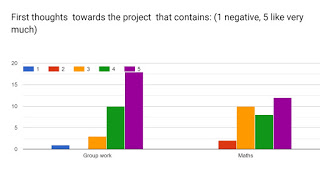 First thoughts  towards the project  that contains: (1 negative, 5 like very
much)
20
1 2 3 4 5
15
10
5
0
Group work Maths